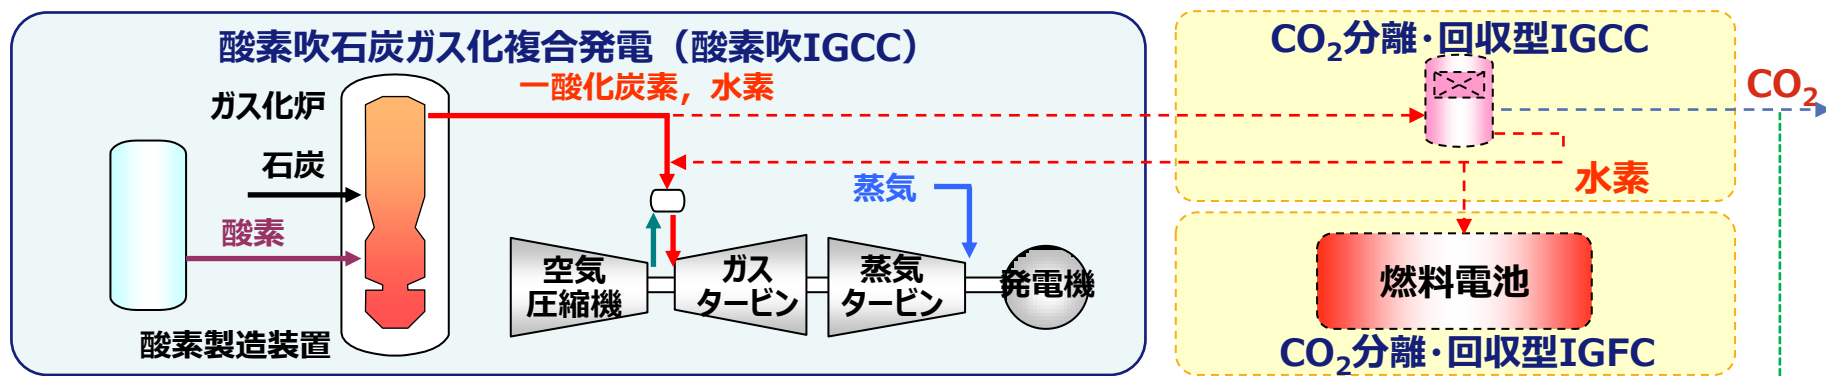 酸素吹石炭ガス化複合発電（酸素吹IGCC）
一酸化炭素，水素
ガス化炉
石炭
酸素
酸素製造装置
蒸気
空気
圧縮機
ガス
タービン
蒸気
タービン
発電機
CO2分離･回収型IGCC
CO2
水素
燃料電池
CO2分離･回収型IGFC